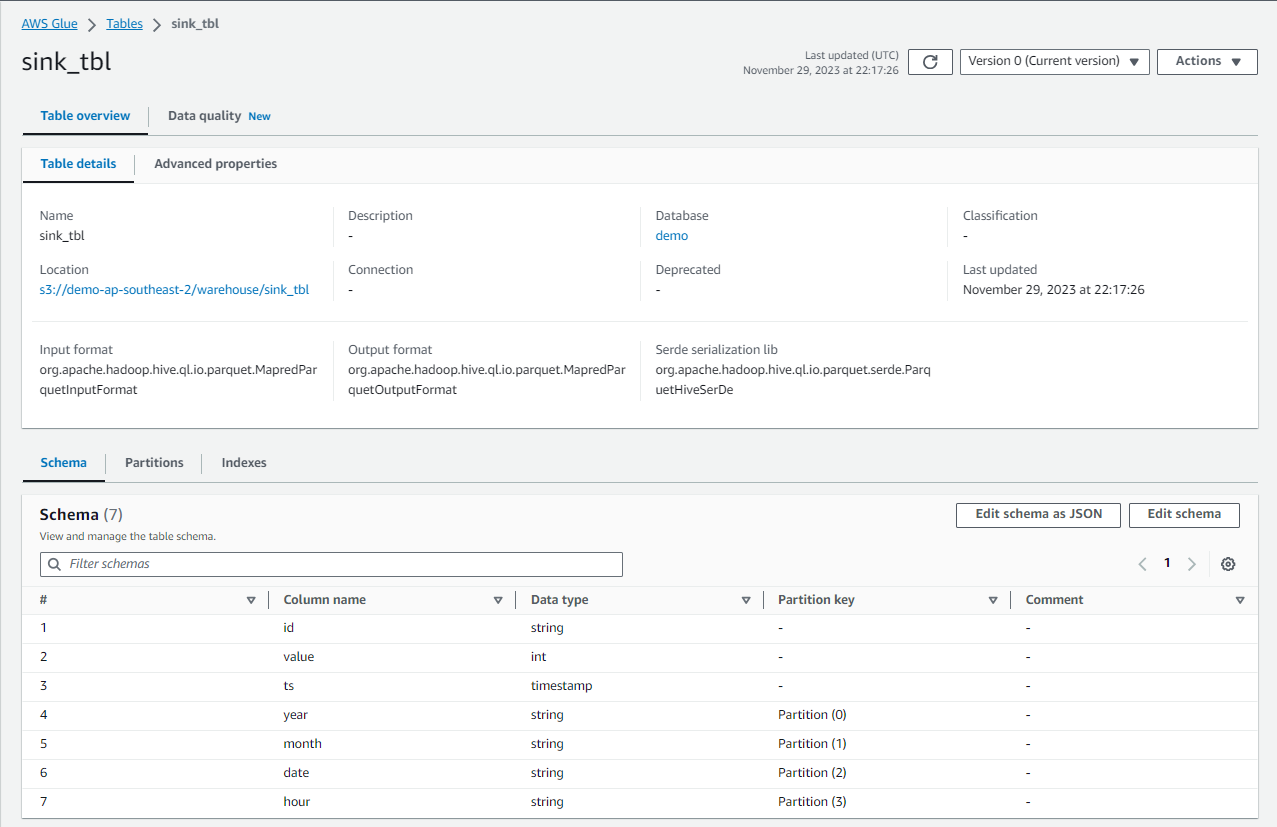 AWS Glue > Tables > sink_tbl
sink_tbl
Last updated (UTC)
November 29, 2023 at 22:17:26
Version 0 (Current version)
Actions
Table overview
Data quality New
Table details
Advanced properties
Name
sink_tbl
Description
-
Database
demo
Classification
-
Location
s3://demo-ap-southeast-2/warehouse/sink_tbl
Connection
-
Deprecated
-
Last updated
November 29, 2023 at 22:17:26
Input format
org.apache.hadoop.hive.ql.io.parquet.MapredPar
quetInputFormat
Output format
org.apache.hadoop.hive.ql.io.parquet.MapredPar
quetOutputFormat
Serde serialization lib
org.apache.hadoop.hive.ql.io.parquet.serde.Parq
uetHiveSerDe
Schema
Partitions
Indexes
Schema (7)
View and manage the table schema.
Edit schema as JSON
Edit schema
Filter schemas
1
# Column name Data type Partition key Comment
1 id string - -
2 value int - -
3 ts timestamp - -
4 year string Partition (0) -
5 month string Partition (1) -
6 date string Partition (2) -
7 hour string Partition (3) -